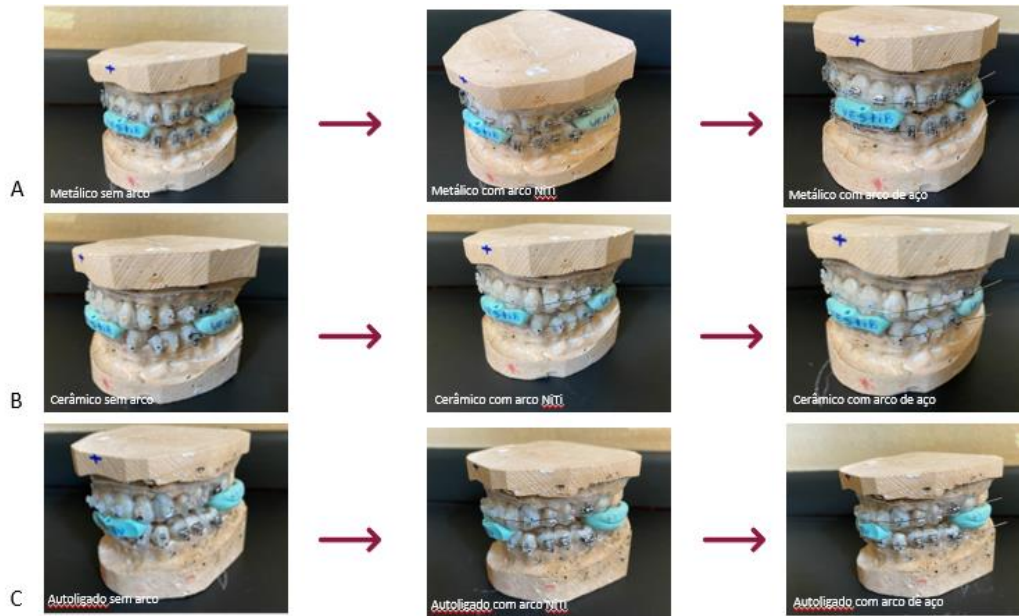 Metálico sem arco
Metálico com arco NiTi
Metálico com arco de aço
A
Cerâmico sem arco
Cerâmico com arco NiTi
Cerâmico com arco de aço
B
Autoligado sem arco
Autoligado com arco NiTi
Autoligado com arco de aço
C